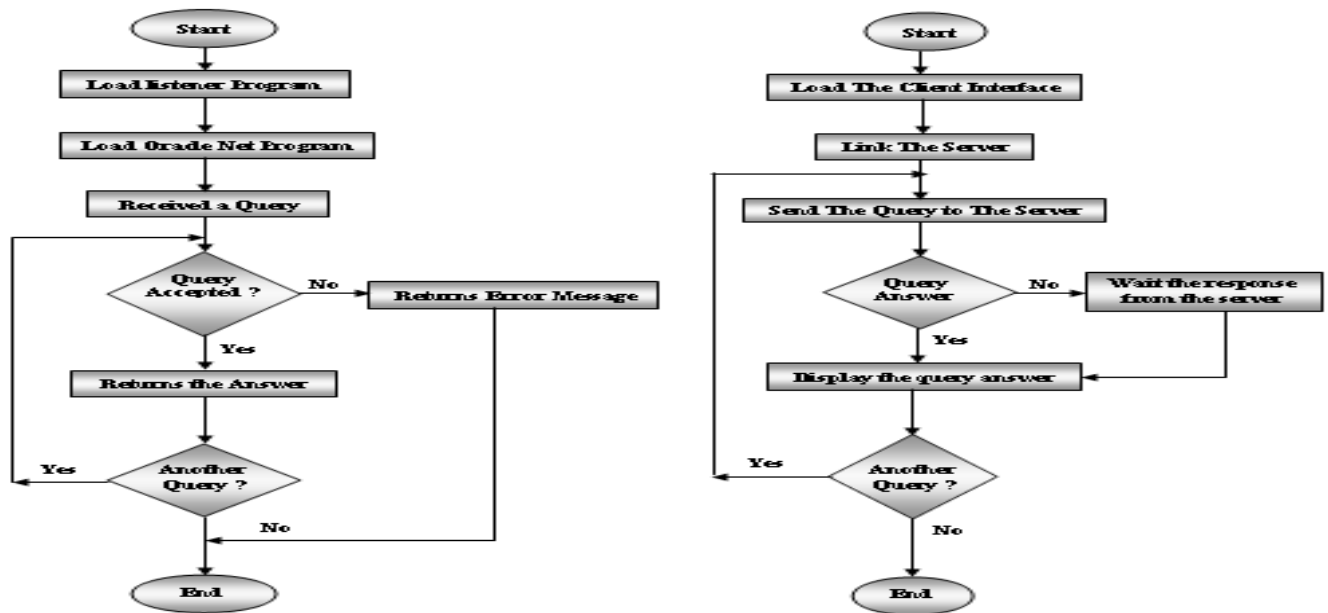 Start
Load listener Program
Load Oracle Net Program
Received a Query
Query
Accepted ?
No
Returns Error Message
Yes
Returns the Answer
Another
Query ?
Yes
No
End
Start
Load The Client Interface
Link The Server
Send The Query to The Server
Query
Answer
No
Wait the response
from the server
Yes
Display the query answer
Another
Query ?
Yes
No
End